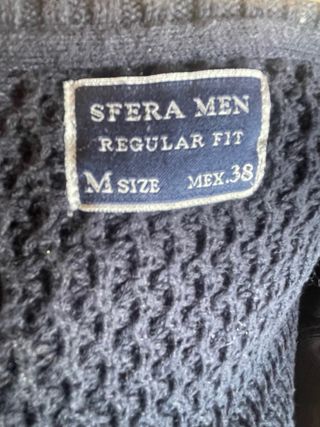 SFERA MEN
REGULAR FIT
M SIZE MEX.38